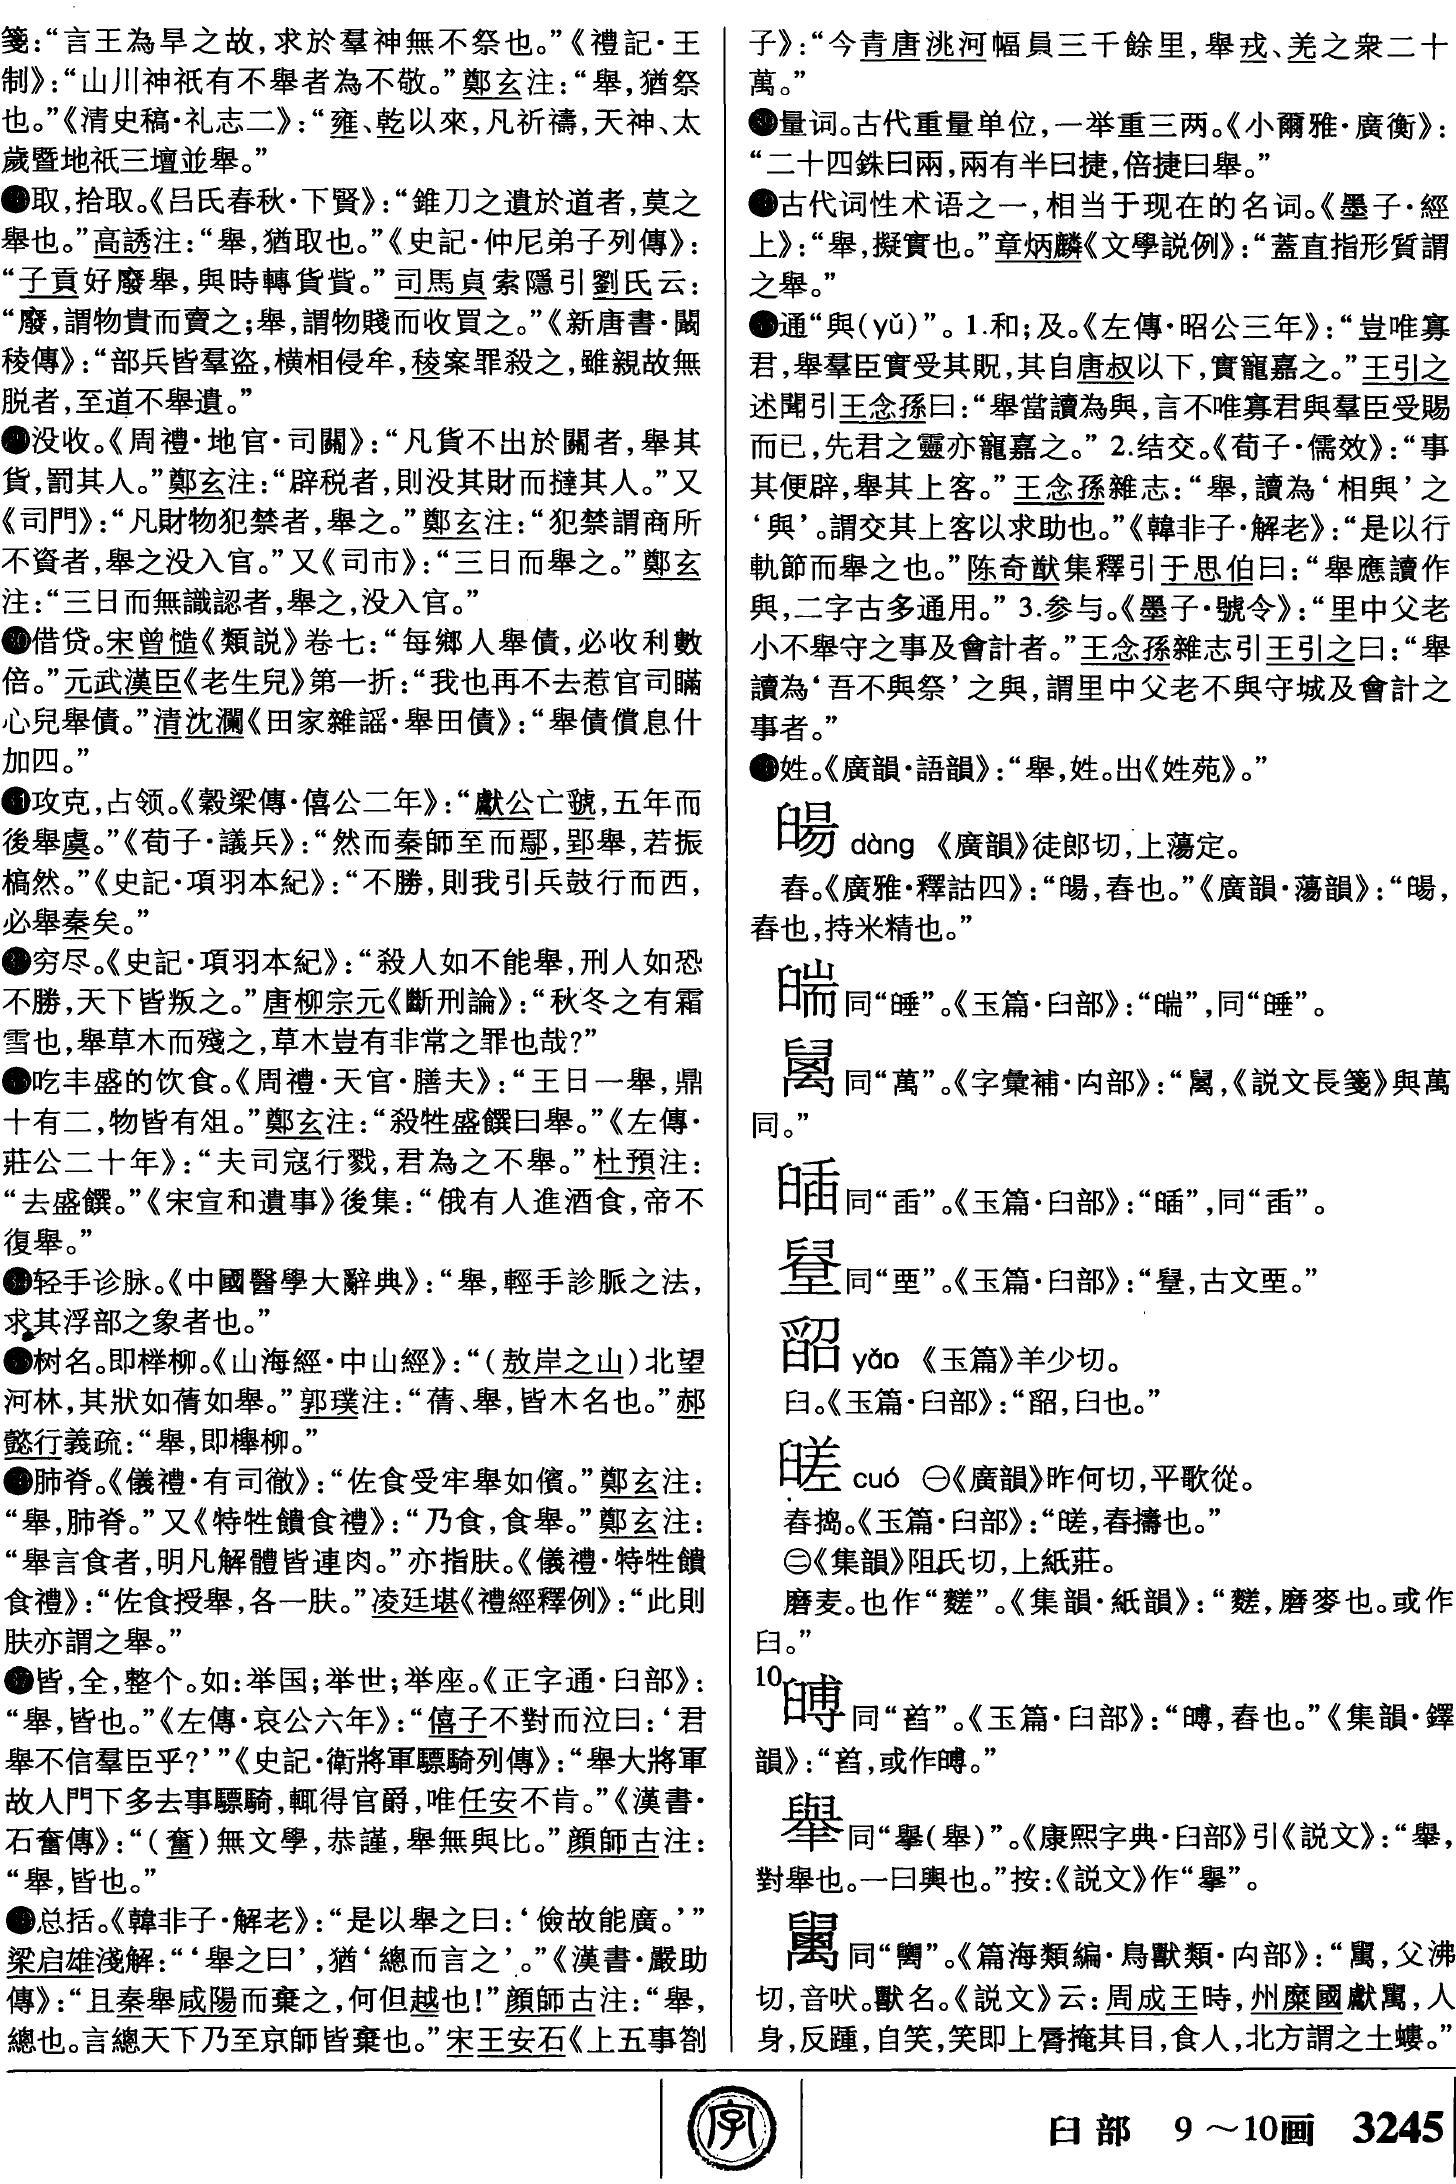 箋：“言王為旱之故，求於羣神無不祭也。”《禮記·王
制》：“山川神祇有不舉者為不敬。”鄭玄注：“舉，猶祭
也。”《清史稿·礼志二》：“雍、乾以來，凡祈禱，天神、太
歲暨地祇三壇並舉。”
取，拾取。《吕氏春秋·下賢》：“錐刀之遺於道者，莫之
舉也。”高誘注：“舉，猶取也。”《史記·仲尼弟子列傳》：
“子貢好廢舉，與時轉貨貲。”司馬貞索隱引劉氏云：
“廢，謂物貴而賣之；舉，謂物賤而收買之。”《新唐書·闞
稜傳》：“部兵皆羣盗，横相侵牟，稜案罪殺之，雖親故無
脱者，至道不舉遺。”
没收。《周禮·地官·司關》：“凡貨不出於關者，舉其
貨，罰其人。”鄭玄注：“辟税者，則没其財而撻其人。”又
《司門》：“凡財物犯禁者，舉之。”鄭玄注：“犯禁謂商所
不資者，舉之没入官。”又《司市》：“三日而舉之。”鄭玄
注：“三日而無識認者，舉之，没入官。”
借贷。宋曾慥《類説》卷七：“每鄉人舉債，必收利數
倍。”元武漢臣《老生兒》第一折：“我也再不去惹官司瞞
心兒舉債。”清沈瀾《田家雜謡·舉田債》：“舉債償息什
加四。”
攻克，占领。《穀梁傳·僖公二年》：“獻公亡虢，五年而
後舉虞。”《荀子·議兵》：“然而秦師至而鄢，郢舉，若振
槁然。”《史記·項羽本紀》：“不勝，則我引兵鼓行而西，
必舉秦矣。”
穷尽。《史記·項羽本紀》：“殺人如不能舉，刑人如恐
不勝，天下皆叛之。”唐柳宗元《斷刑論》：“秋冬之有霜
雪也，舉草木而殘之，草木豈有非常之罪也哉？”
吃丰盛的饮食。《周禮·天官·膳夫》：“王日一舉，鼎
十有二，物皆有俎。”鄭玄注：“殺牲盛饌曰舉。”《左傳·
莊公二十年》：“夫司寇行戮，君為之不舉。”杜預注：
“去盛饌。”《宋宣和遺事》後集：“俄有人進酒食，帝不
復舉。”
轻手诊脉。《中國醫學大辭典》：“舉，輕手診脈之法，
求其浮部之象者也。”
树名。即榉柳。《山海經·中山經》：“（敖岸之山）北望
河林，其狀如蒨如舉。”郭璞注：“蒨、舉，皆木名也。”郝
懿行義疏：“舉，即櫸柳。”
肺脊。《儀禮·有司徹》：“佐食受牢舉如儐。”鄭玄注：
“舉，肺脊。”又《特牲饋食禮》：“乃食，食舉。”鄭玄注：
“舉言食者，明凡解體皆連肉。”亦指肤。《儀禮·特牲饋
食禮》：“佐食授舉，各一肤。”凌廷堪《禮經釋例》：“此則
肤亦謂之舉。”
皆，全，整个。如：举国；举世；举座。《正字通·臼部》：
“舉，皆也。”《左傳·哀公六年》：“僖子不對而泣曰：‘君
舉不信羣臣乎？’”《史記·衛將軍驃騎列傳》：“舉大將軍
故人門下多去事驃騎，輒得官爵，唯任安不肯。”《漢書·
石奮傳》：“（奮）無文學，恭謹，舉無與比。”顔師古注：
“舉，皆也。”
总括。《韓非子·解老》：“是以舉之曰：‘儉故能廣。’”
梁启雄淺解：“‘舉之曰’，猶‘總而言之’。”《漢書·嚴助
傳》：“且秦舉咸陽而棄之，何但越也！”顔師古注：“舉，
總也。言總天下乃至京師皆棄也。”宋王安石《上五事劄
子》：“今青唐洮河幅員三千餘里，舉戎、羌之衆二十
萬。”
量词。古代重量单位，一举重三两。《小爾雅·廣衡》：
“二十四銖曰兩，兩有半曰捷，倍捷曰舉。”
古代词性术语之一，相当于现在的名词。《墨子·經
上》：“舉，擬實也。”章炳麟《文學説例》：“蓋直指形質謂
之舉。”
通“與(yǔ)”。1.和；及。《左傳·昭公三年》：“豈唯寡
君，舉羣臣實受其貺，其自唐叔以下，實寵嘉之。”王引之
述聞引王念孫曰：“舉當讀為與，言不唯寡君與羣臣受賜
而已，先君之靈亦寵嘉之。”2.结交。《荀子·儒效》：“事
其便辟，舉其上客。”王念孫雜志：“舉，讀為‘相與’之
‘與’。謂交其上客以求助也。”《韓非子·解老》：“是以行
軌節而舉之也。”陈奇猷集釋引于思伯曰：“舉應讀作
與，二字古多通用。”3.参与。《墨子·號令》：“里中父老
小不舉守之事及會計者。”王念孫雜志引王引之曰：“舉
讀為‘吾不與祭’之與，謂里中父老不與守城及會計之
事者。”
姓。《廣韻·語韻》：“舉，姓。出《姓苑》。”
dàng 《廣韻》徒郎切，上蕩定。
舂。《廣雅·釋詁四》：“，舂也。”《廣韻·蕩韻》：“，
舂也，持米精也。”
同“”。《玉篇·臼部》：“”，同“”。
同“萬”。《字彙補·内部》：“，《説文長箋》與萬
同。”
同“臿”。《玉篇·臼部》：“”，同“臿”。
同“垔”。《玉篇·臼部》：“，古文垔。”
yǎo 《玉篇》羊少切。
臼。《玉篇·臼部》：“，臼也。”
cuó ㊀《廣韻》昨何切，平歌從。
舂捣。《玉篇·臼部》：“，舂擣也。”
㊁《集韻》阻氏切，上紙莊。
磨麦。也作“䴾”。《集韻·紙韻》：“䴾，磨麥也。或作
臼。”
10
同“”。《玉篇·臼部》：“，舂也。”《集韻·鐸
韻》：“，或作。”
舉 同“擧（舉）”。《康熙字典·臼部》引《説文》：“舉，
對舉也。一曰輿也。”按：《説文》作“擧”。
同“”。《篇海類編·鳥獸類·内部》：“，父沸
切，音吠。獸名。《説文》云：周成王時，州靡國獻，人
身，反踵，自笑，笑即上脣掩其目，食人，北方謂之土螻。”
字
臼部 9～10画 3245